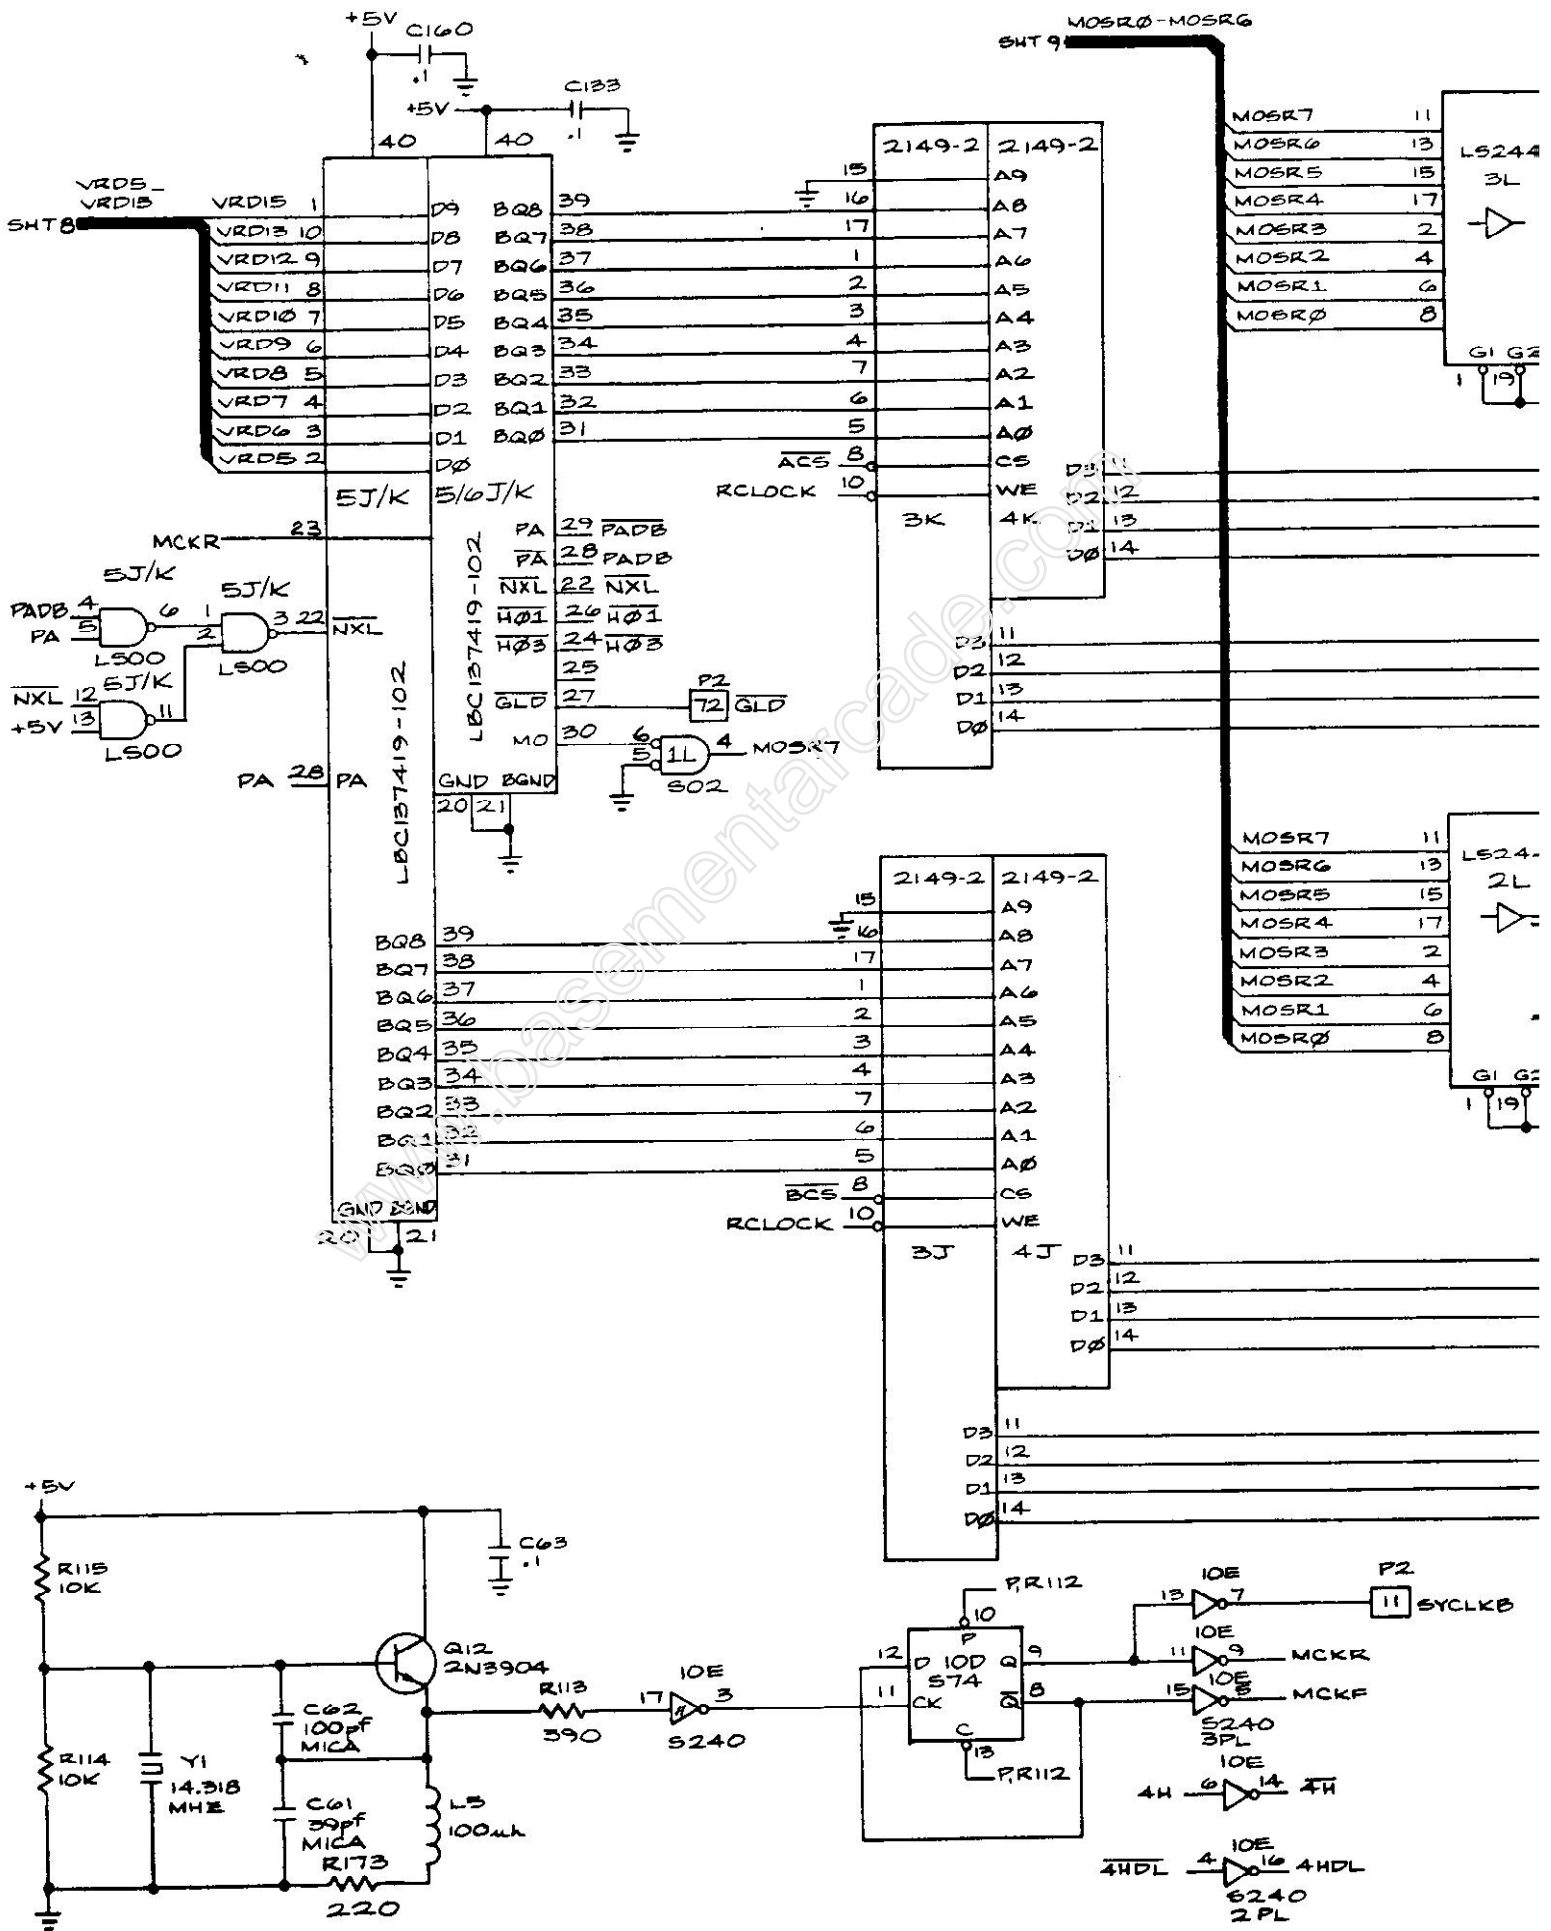 +5V
C160
.1
+5V
C133
.1
40
40
MOSRØ-MOSR6
SHT 9
VRD5_
VRD15
SHT 8
VRD15 1 D9 BQ8 39
VRD13 10 D8 BQ7 38
VRD12 9 D7 BQ6 37
VRD11 8 D6 BQ5 36
VRD1Ø 7 D5 BQ4 35
VRD9 6 D4 BQ3 34
VRD8 5 D3 BQ2 33
VRD7 4 D2 BQ1 32
VRD6 3 D1 BQØ 31
VRD5 2 DØ
5J/K 5/6J/K
MCKR 23
PA 29 PADB
PA 28 PADB
NXL 22 NXL
HØ1 26 HØ1
HØ3 24 HØ3
25
GLD 27
P2
72 GLD
MO 30
6
5
1L
4 MOSR7
S02
GND BGND
20 21
LBC137419-102
LBC137419-102
5J/K
PADB 4
PA 5
6
LS00
5J/K
1
2
3 22 NXL
LS00
5J/K
NXL 12
+5V 13
11
LS00
PA 28 PA
2149-2 2149-2
15 A9
16 A8
17 A7
1 A6
2 A5
3 A4
4 A3
7 A2
6 A1
5 AØ
ACS 8 CS
RCLOCK 10 WE
3K 4K
D3 11
D2 12
D1 13
DØ 14
D3 11
D2 12
D1 13
DØ 14
MOSR7 11
MOSR6 13
MOSR5 15
MOSR4 17
MOSR3 2
MOSR2 4
MOSR1 6
MOSRØ 8
LS244
3L
G1 G2
1 19
BQ8 39
BQ7 38
BQ6 37
BQ5 36
BQ4 35
BQ3 34
BQ2 33
BQ1 32
BQØ 31
GND BGND
20 21
2149-2 2149-2
15 A9
16 A8
17 A7
1 A6
2 A5
3 A4
4 A3
7 A2
6 A1
5 AØ
BCS 8 CS
RCLOCK 10 WE
3J 4J
D3 11
D2 12
D1 13
DØ 14
D3 11
D2 12
D1 13
DØ 14
MOSR7 11
MOSR6 13
MOSR5 15
MOSR4 17
MOSR3 2
MOSR2 4
MOSR1 6
MOSRØ 8
LS24
2L
G1 G2
1 19
www.basementarcade.com
+5V
R115
10K
C63
.1
Q12
2N3904
R114
10K
Y1
14.318
MHZ
C62
100pf
MICA
C61
39pf
MICA
L5
100uh
R173
220
R113
390
10E
17
3
S240
P,R112
10
P
12 D 10D Q 9
S74
11 CK Q 8
C
13
P,R112
10E
13 7
P2
11 SYCLKB
10E
11 9 MCKR
10E
15 5 MCKF
S240
3PL
10E
4H 6 14 4H
10E
4HDL 4 16 4HDL
S240
2 PL